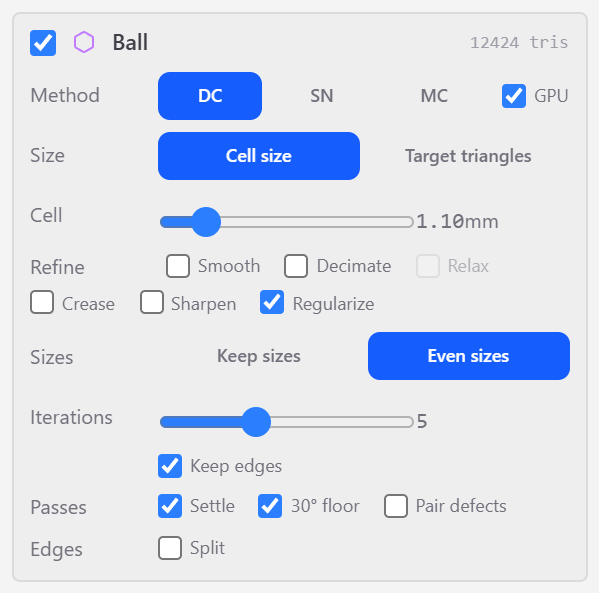 Ball 12424 tris
Method DC SN MC GPU
Size Cell size Target triangles
Cell 1.10mm
Refine Smooth Decimate Relax
Crease Sharpen Regularize
Sizes Keep sizes Even sizes
Iterations 5
Keep edges
Passes Settle 30° floor Pair defects
Edges Split